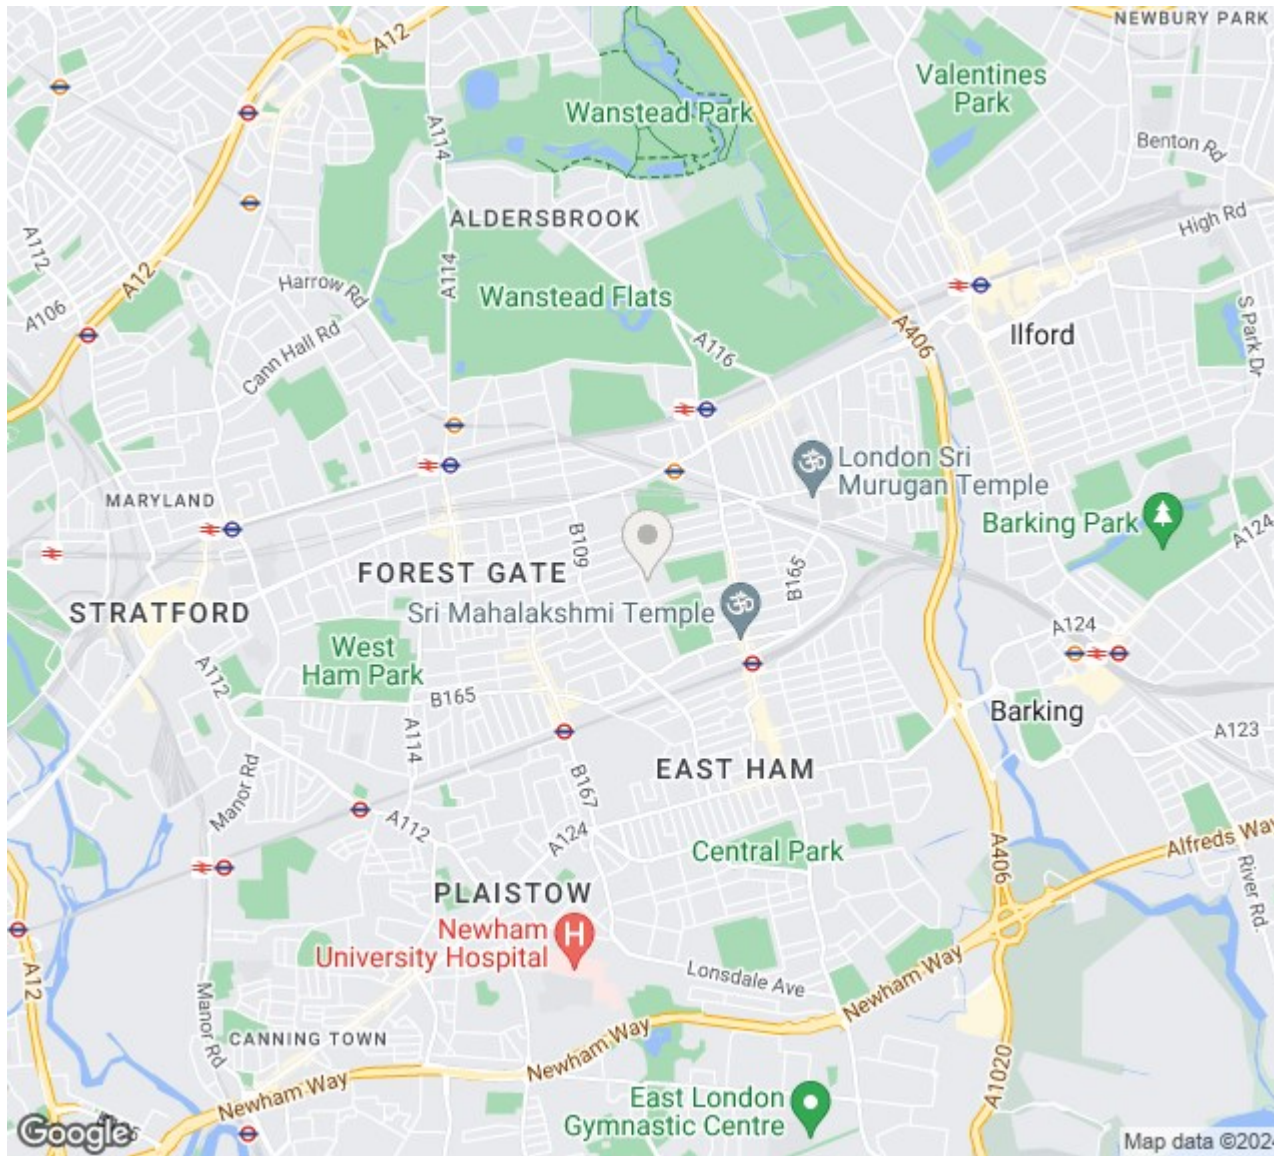 NEWBURY PARK
A12
Valentines
Park
Wanstead Park
A114
Benton Rd
ALDERSBROOK
High Rd
A112
A12
A114
Harrow Rd
Wanstead Flats
A106
S Park Dr
Cann Hall Rd
A116
A406
Ilford
London Sri
Murugan Temple
MARYLAND
Barking Park
A124
B109
FOREST GATE
B165
STRATFORD
Sri Mahalakshmi Temple
A124
West
Ham Park
A112
B165
Barking
A114
A123
EAST HAM
Manor Rd
B167
A112
A124
Central Park
A406
Alfreds Way
River Rd.
PLAISTOW
Newham
University Hospital
H
Lonsdale Ave
Newham Way
A12
Manor Rd
CANNING TOWN
Newham Way
A1020
Newham Way
East London
Gymnastic Centre
Google
Map data ©2024